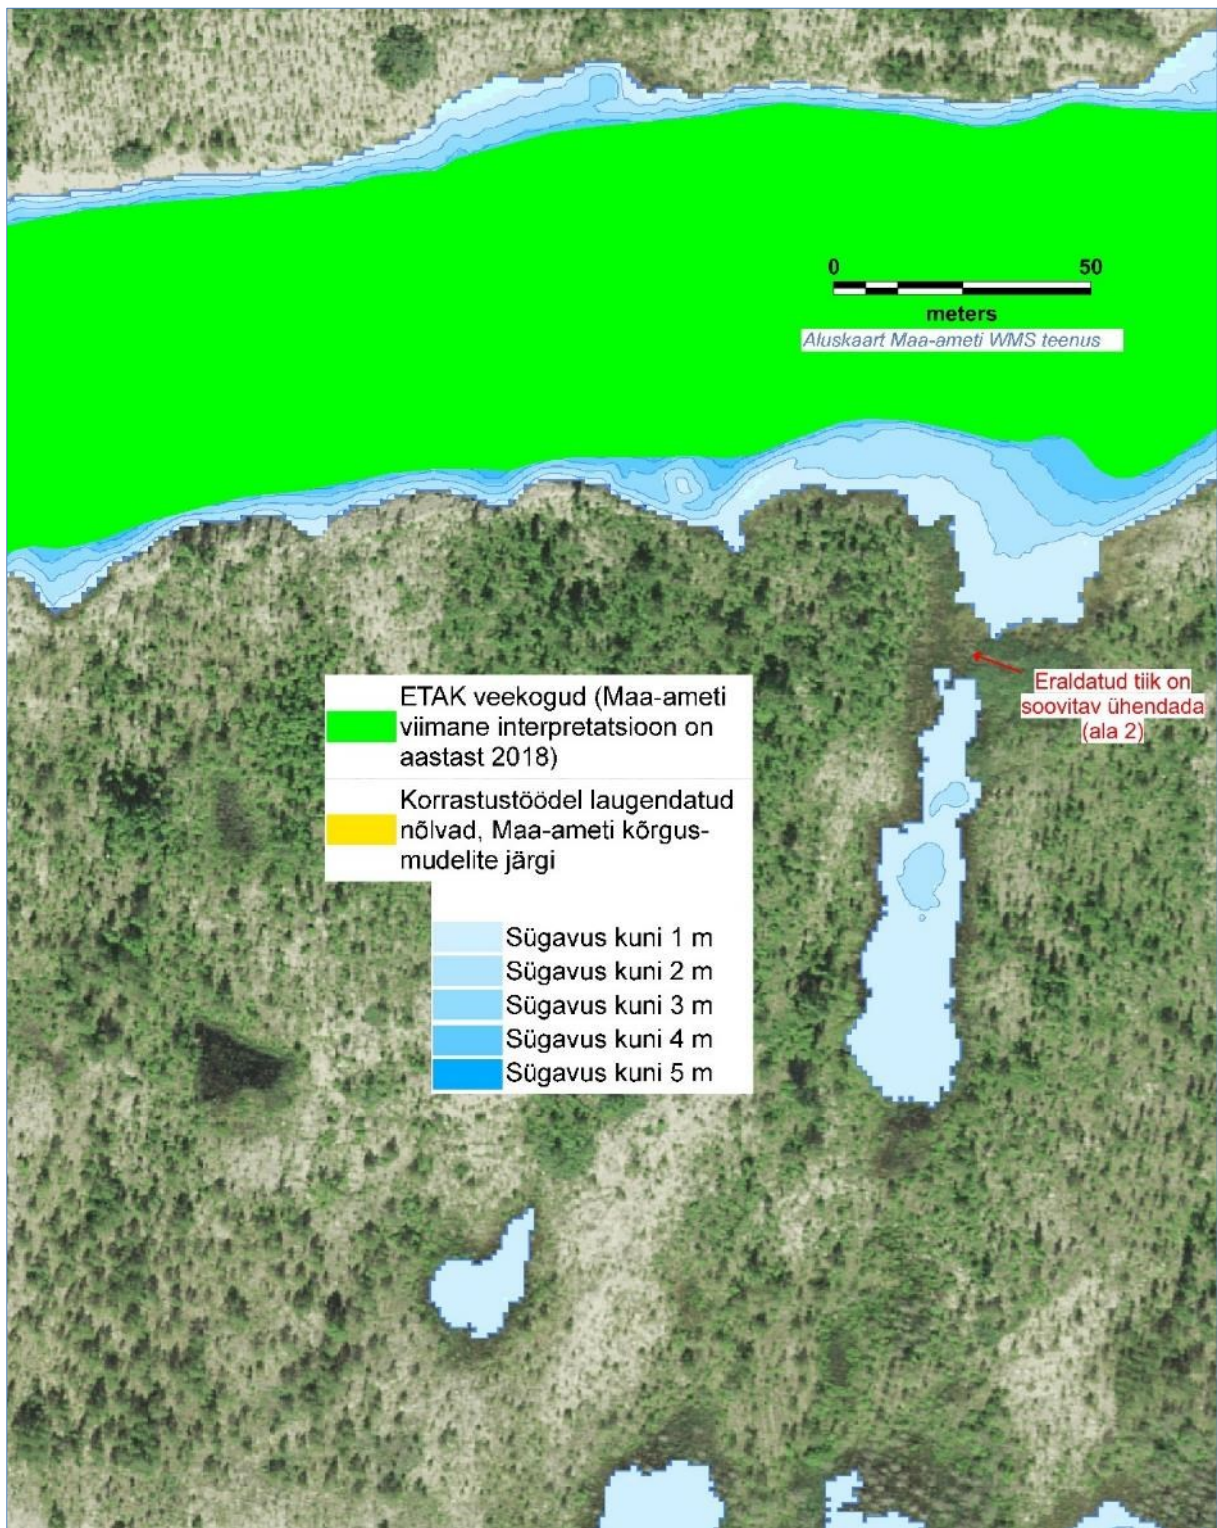 0 50
meters
Aluskaart Maa-ameti WMS teenus
Eraldatud tiik on
soovitav ühendada
(ala 2)
ETAK veekogud (Maa-ameti
viimane interpretatsioon on
aastast 2018)
Korrastustöödel laugendatud
nõlvad, Maa-ameti kõrgus-
mudelite järgi
Sügavus kuni 1 m
Sügavus kuni 2 m
Sügavus kuni 3 m
Sügavus kuni 4 m
Sügavus kuni 5 m